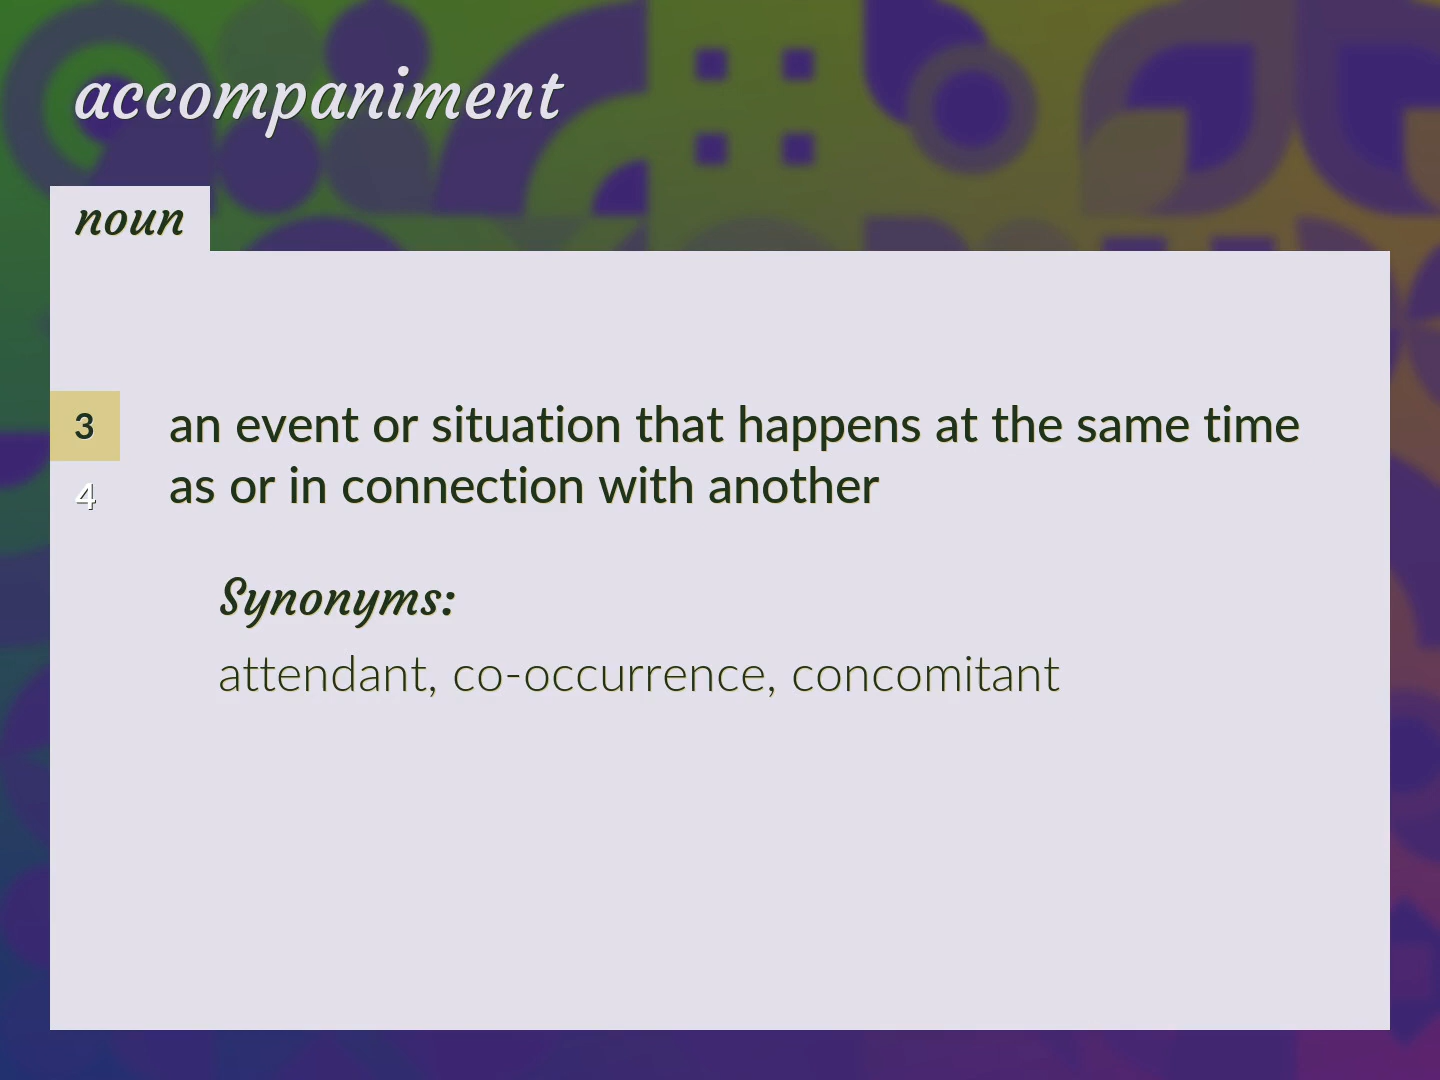 accompaniment
noun
3
an event or situation that happens at the same time
as or in connection with another
4
Synonyms:
attendant, co-occurrence, concomitant